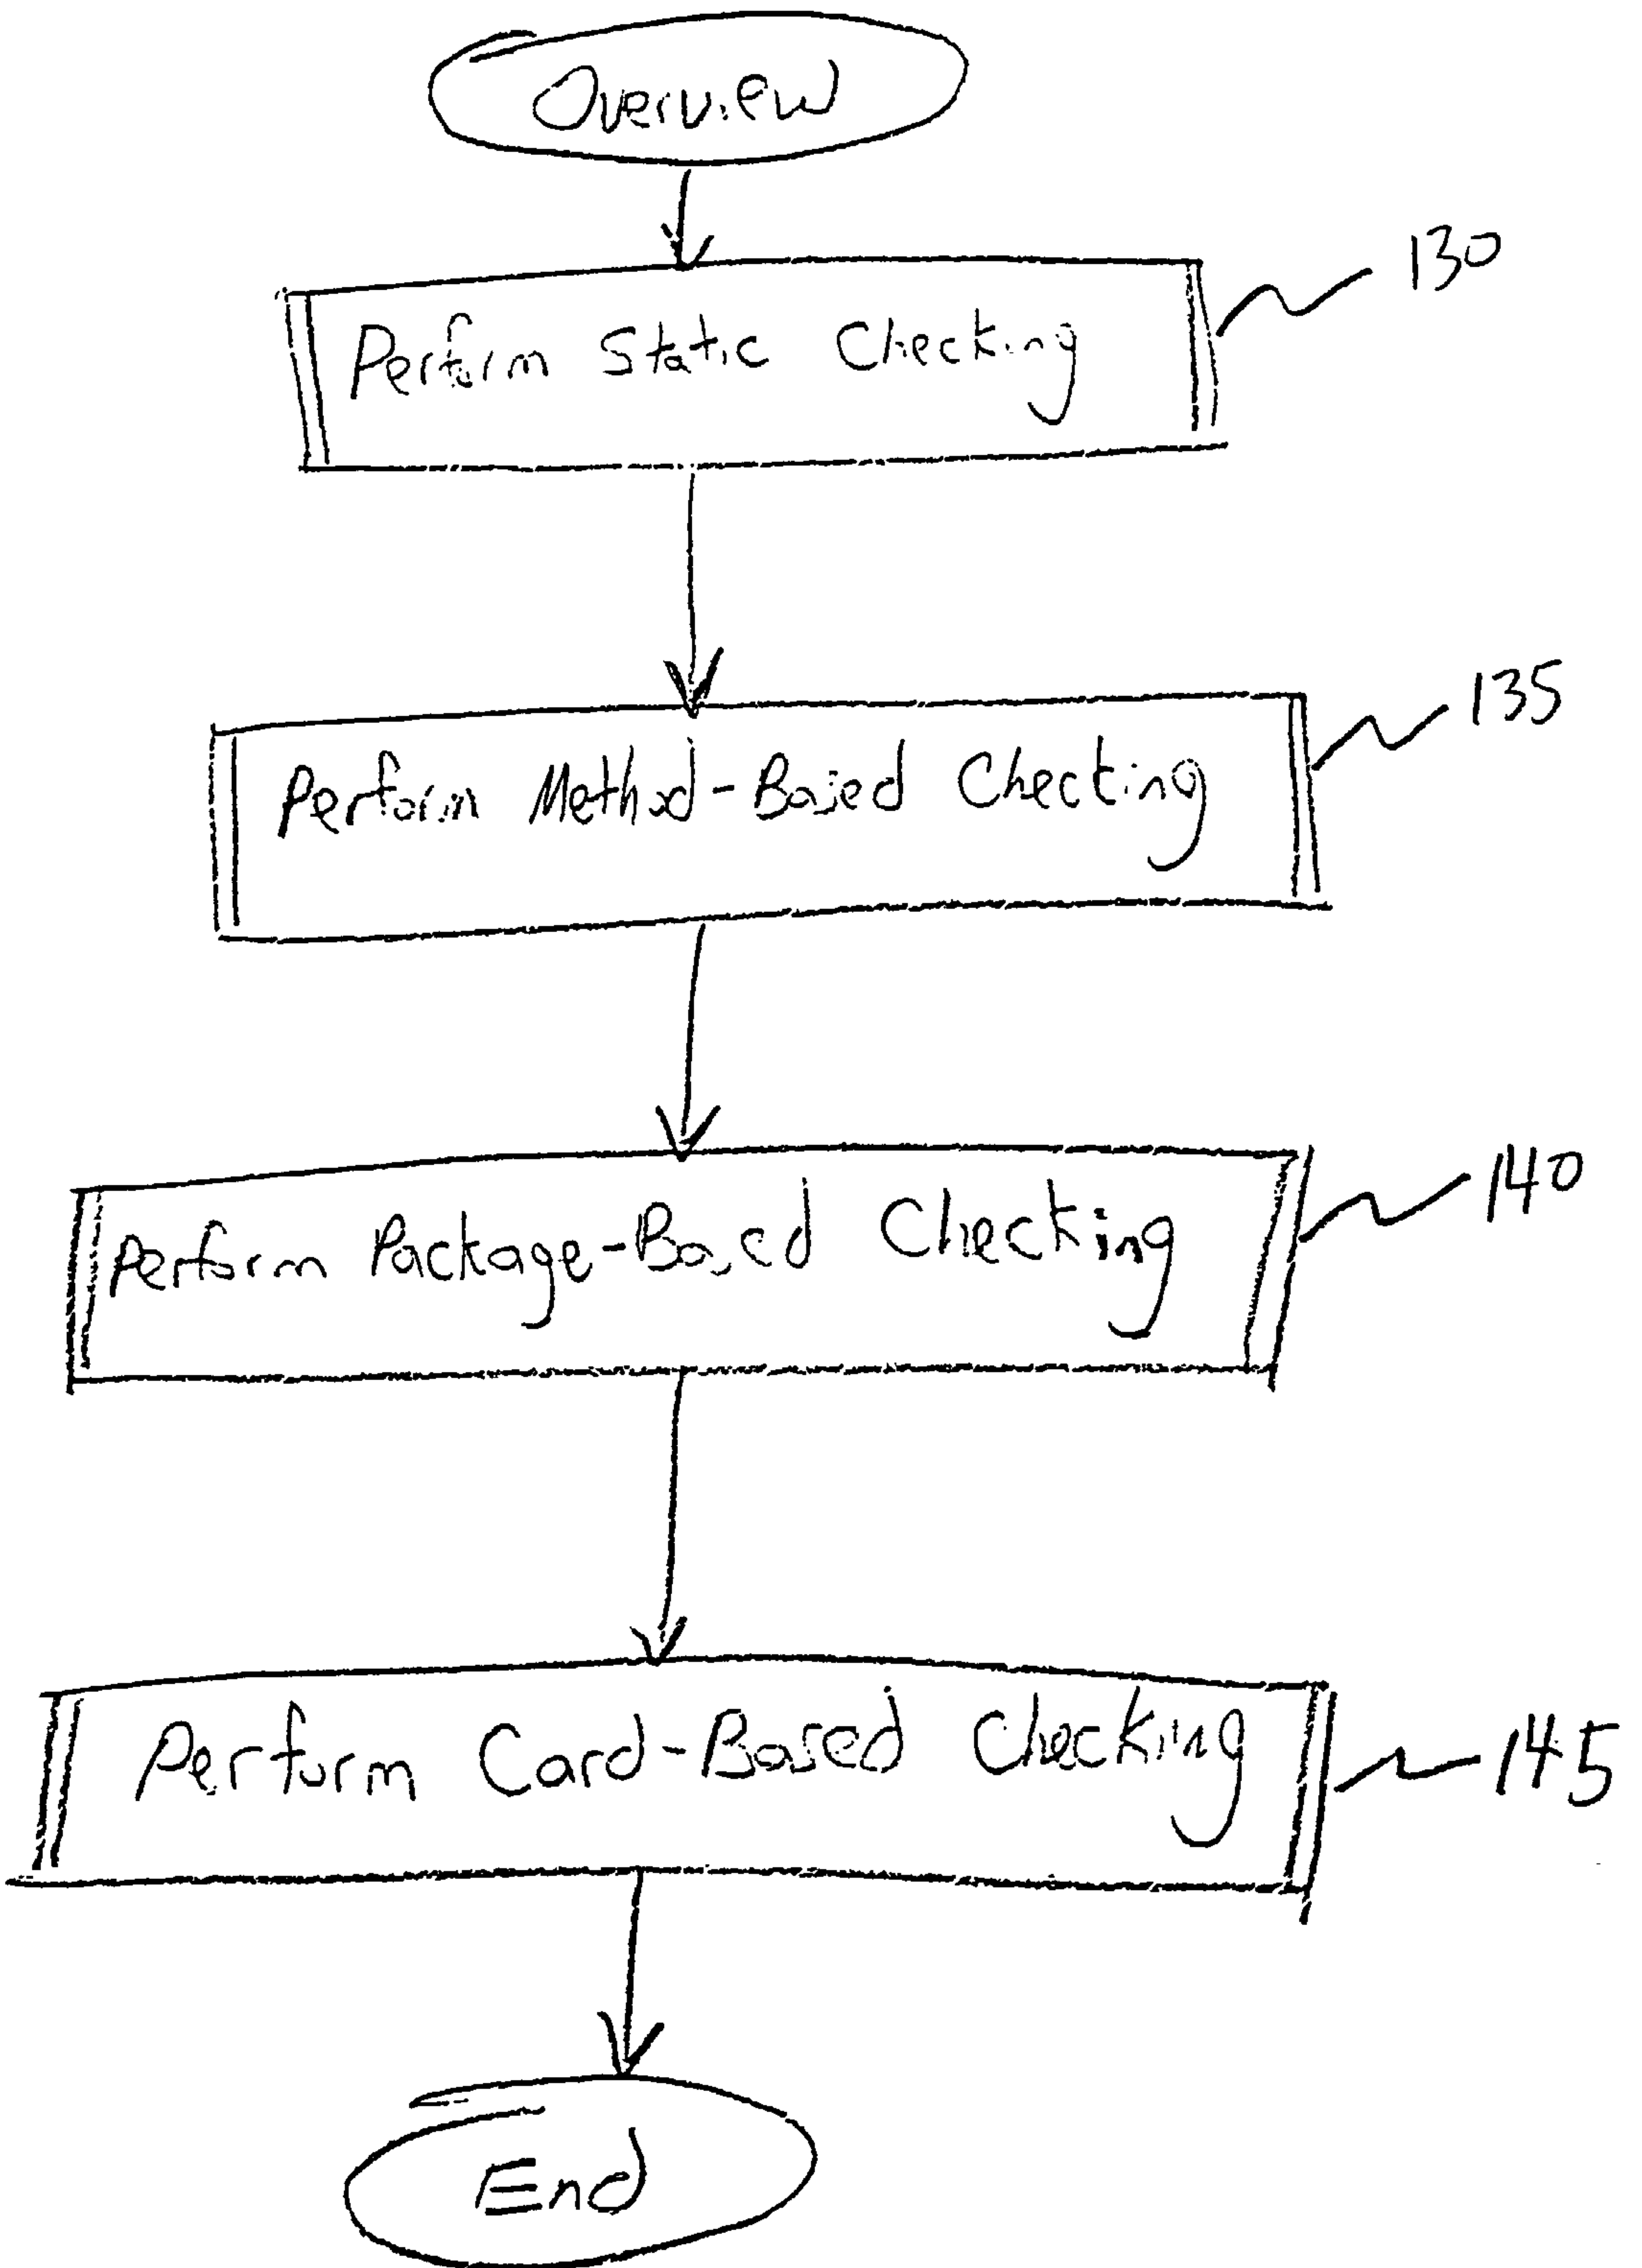 Overview
130
Perform Static Checking
135
Perform Method-Based Checking
140
Perform Package-Based Checking
145
Perform Card-Based Checking
End